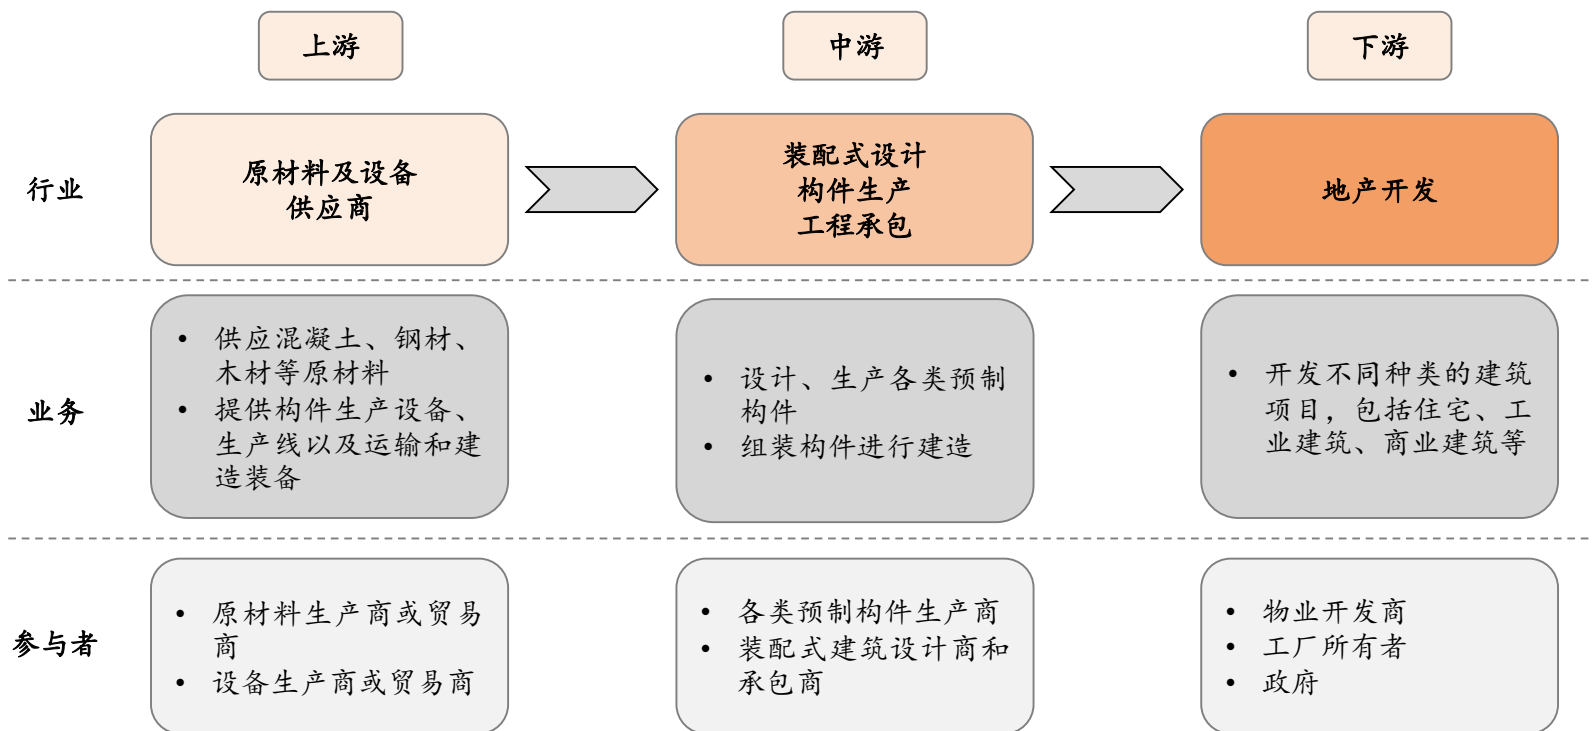 上游
中游
下游
行业
原材料及设备
供应商
装配式设计
构件生产
工程承包
地产开发
业务
• 供应混凝土、钢材、
木材等原材料
• 提供构件生产设备、
生产线以及运输和建
造装备
• 设计、生产各类预制
构件
• 组装构件进行建造
• 开发不同种类的建筑
项目，包括住宅、工
业建筑、商业建筑等
参与者
• 原材料生产商或贸易
商
• 设备生产商或贸易商
• 各类预制构件生产商
• 装配式建筑设计商和
承包商
• 物业开发商
• 工厂所有者
• 政府